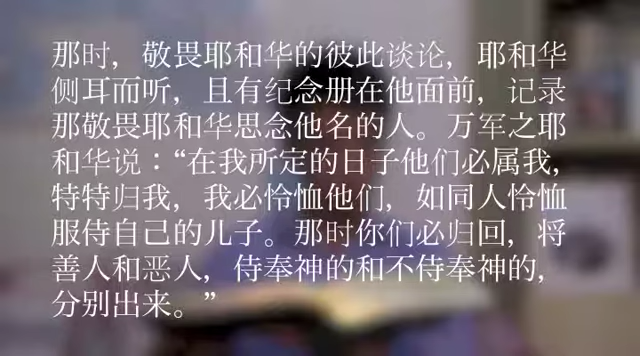 那时，敬畏耶和华的彼此谈论，耶和华
侧耳而听，且有纪念册在他面前，记录
那敬畏耶和华思念他名的人。万军之耶
和华说：“在我所定的日子他们必属我，
特特归我，我必怜恤他们，如同人怜恤
服侍自己的儿子。那时你们必归回，将
善人和恶人，侍奉神的和不侍奉神的，
分别出来。”